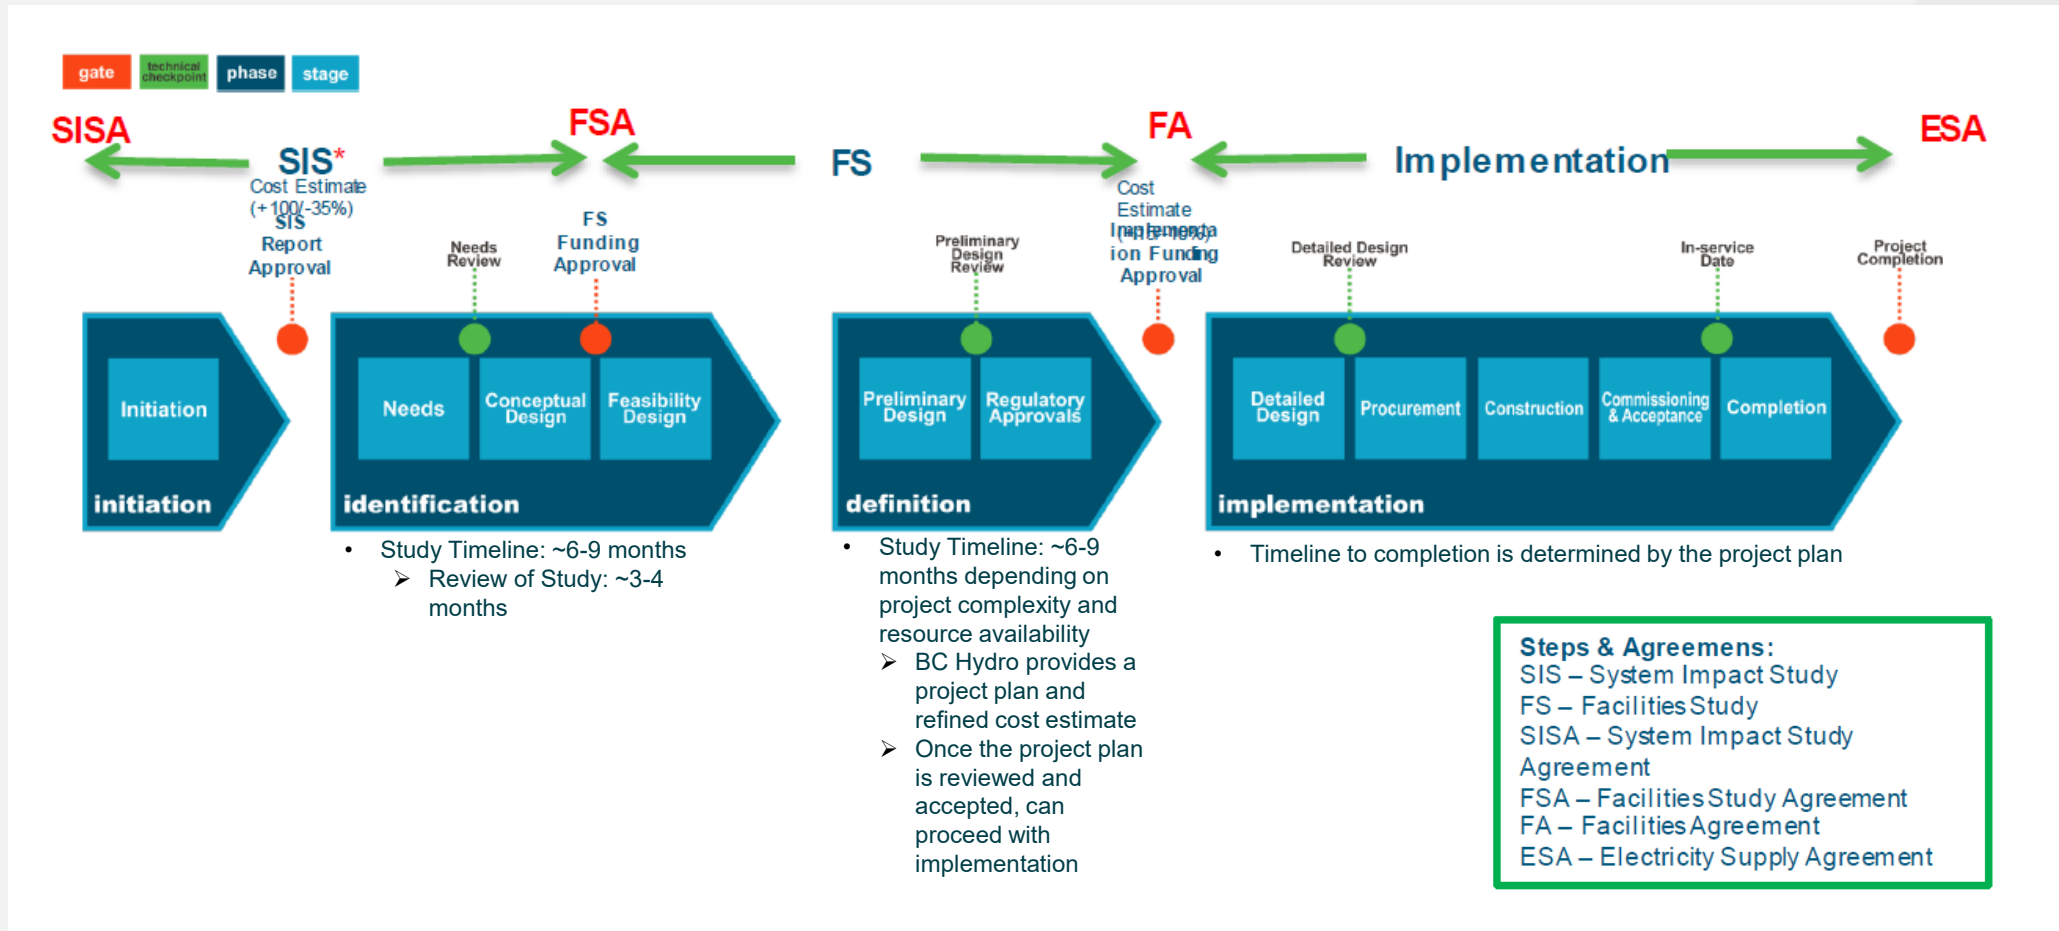 gate
technical
checkpoint
phase
stage
SISA
FSA
FA
ESA
SIS*
FS
Implementation
Cost Estimate
(+100/-35%)
SIS
Report
Approval
Needs
Review
FS
Funding
Approval
Preliminary
Design
Review
Cost
Estimate
Implementa
ion Funding
Approval
Detailed Design
Review
In-service
Date
Project
Completion
Initiation
initiation
Needs
Conceptual
Design
Feasibility
Design
identification
Preliminary
Design
Regulatory
Approvals
definition
Detailed
Design
Procurement
Construction
Commissioning
& Acceptance
Completion
implementation
• Study Timeline: ~6-9 months
➢ Review of Study: ~3-4
months
• Study Timeline: ~6-9
months depending on
project complexity and
resource availability
➢ BC Hydro provides a
project plan and
refined cost estimate
➢ Once the project plan
is reviewed and
accepted, can
proceed with
implementation
• Timeline to completion is determined by the project plan
Steps & Agreemens:
SIS – System Impact Study
FS – Facilities Study
SISA – System Impact Study
Agreement
FSA – Facilities Study Agreement
FA – Facilities Agreement
ESA – Electricity Supply Agreement